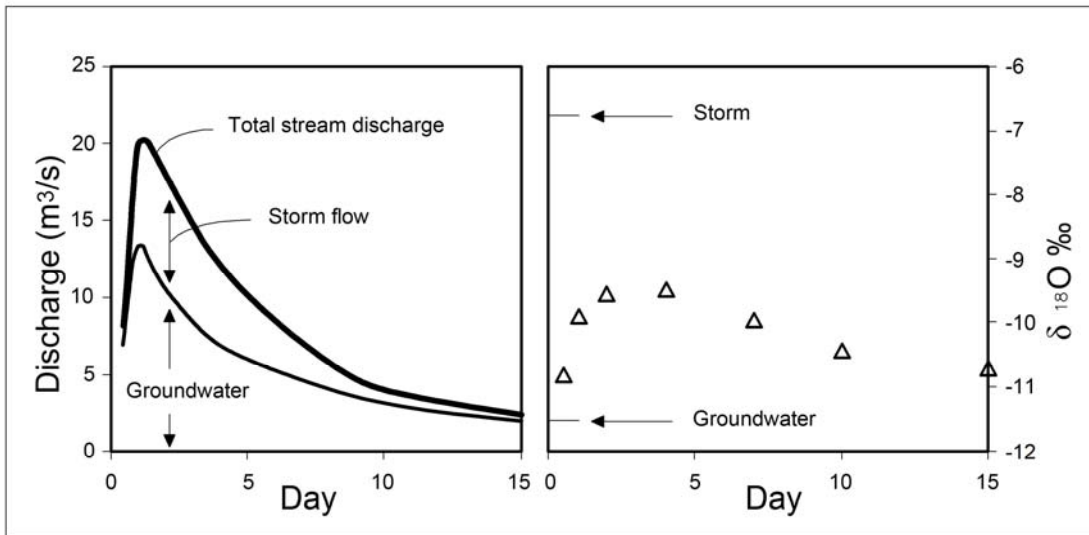 25
20
15
10
5
0
Discharge (m3/s)
Total stream discharge
Storm flow
Groundwater
0
5
10
15
Day
Storm
Groundwater
0
5
10
15
Day
-6
-7
-8
-9
-10
-11
-12
δ 18O ‰